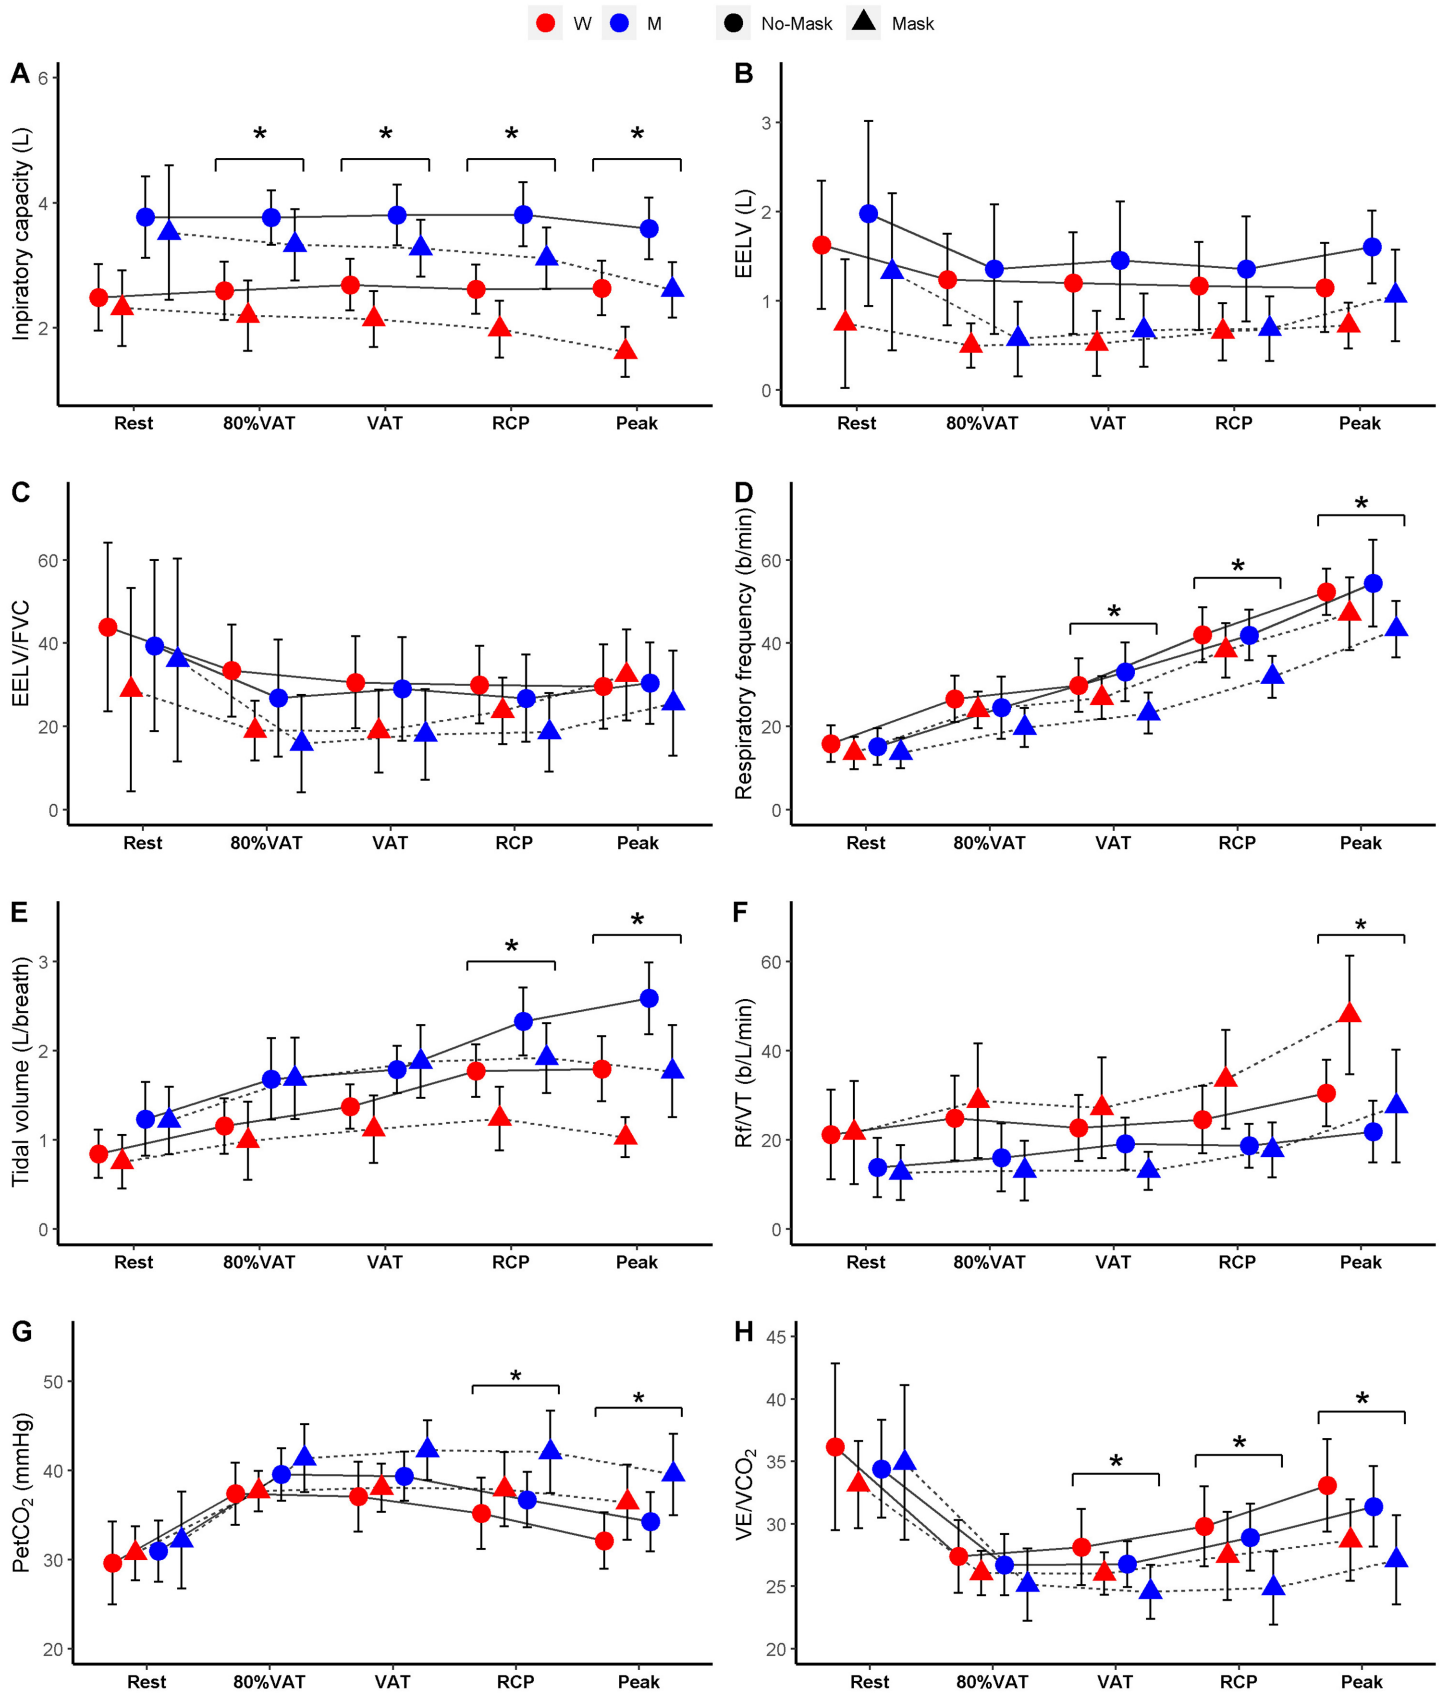 W M No-Mask Mask
A
Inpiratory capacity (L)
6
4
2
* * * *
Rest 80%VAT VAT RCP Peak
B
EELV (L)
3
2
1
0
Rest 80%VAT VAT RCP Peak
C
EELV/FVC
60
40
20
0
Rest 80%VAT VAT RCP Peak
D
Respiratory frequency (b/min)
60
40
20
0
* * *
Rest 80%VAT VAT RCP Peak
E
Tidal volume (L/breath)
3
2
1
0
* *
Rest 80%VAT VAT RCP Peak
F
Rf/VT (b/L/min)
60
40
20
0
*
Rest 80%VAT VAT RCP Peak
G
PetCO₂ (mmHg)
50
40
30
20
* *
Rest 80%VAT VAT RCP Peak
H
VE/VCO₂
45
40
35
30
25
20
* * *
Rest 80%VAT VAT RCP Peak